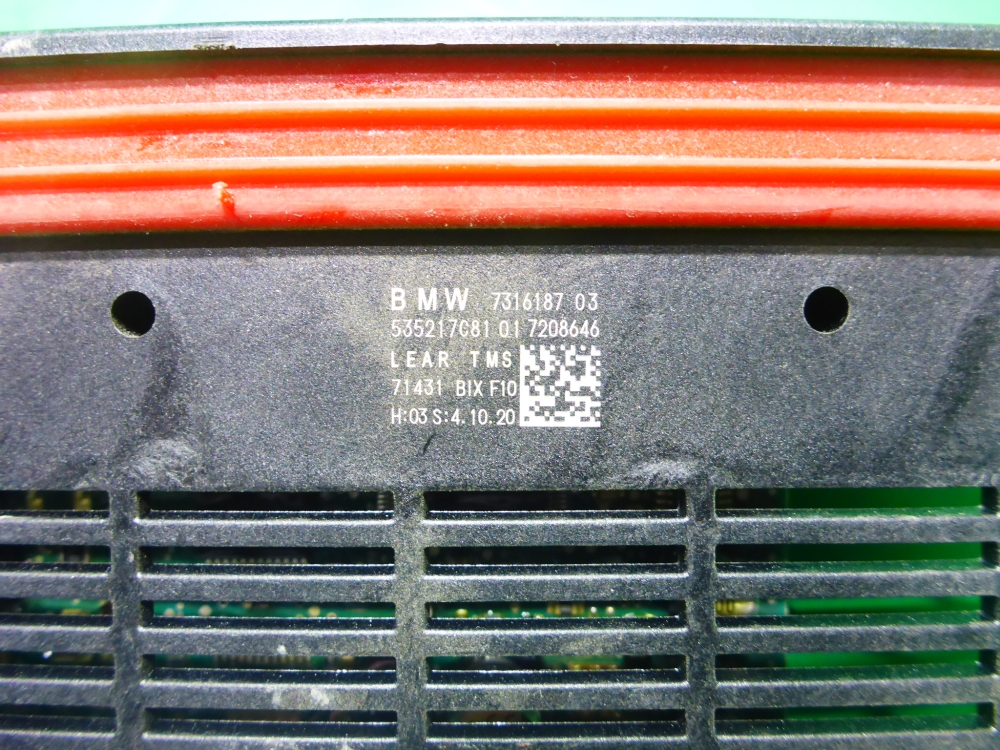 BMW 7316187 03
535217C81 01 7208646
LEAR TMS
71431 BIX F10
H:03 S:4.10.20